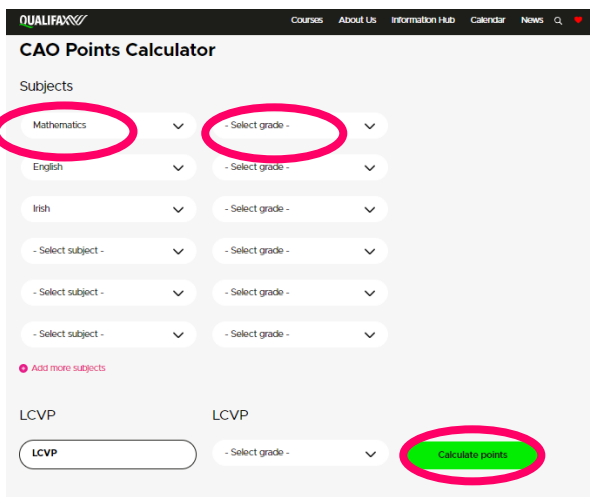 QUALIFAX Courses About Us Information Hub Calendar News
CAO Points Calculator
Subjects
Mathematics - Select grade -
English - Select grade -
Irish - Select grade -
- Select subject - - Select grade -
- Select subject - - Select grade -
- Select subject - - Select grade -
Add more subjects
LCVP LCVP
LCVP - Select grade - Calculate points